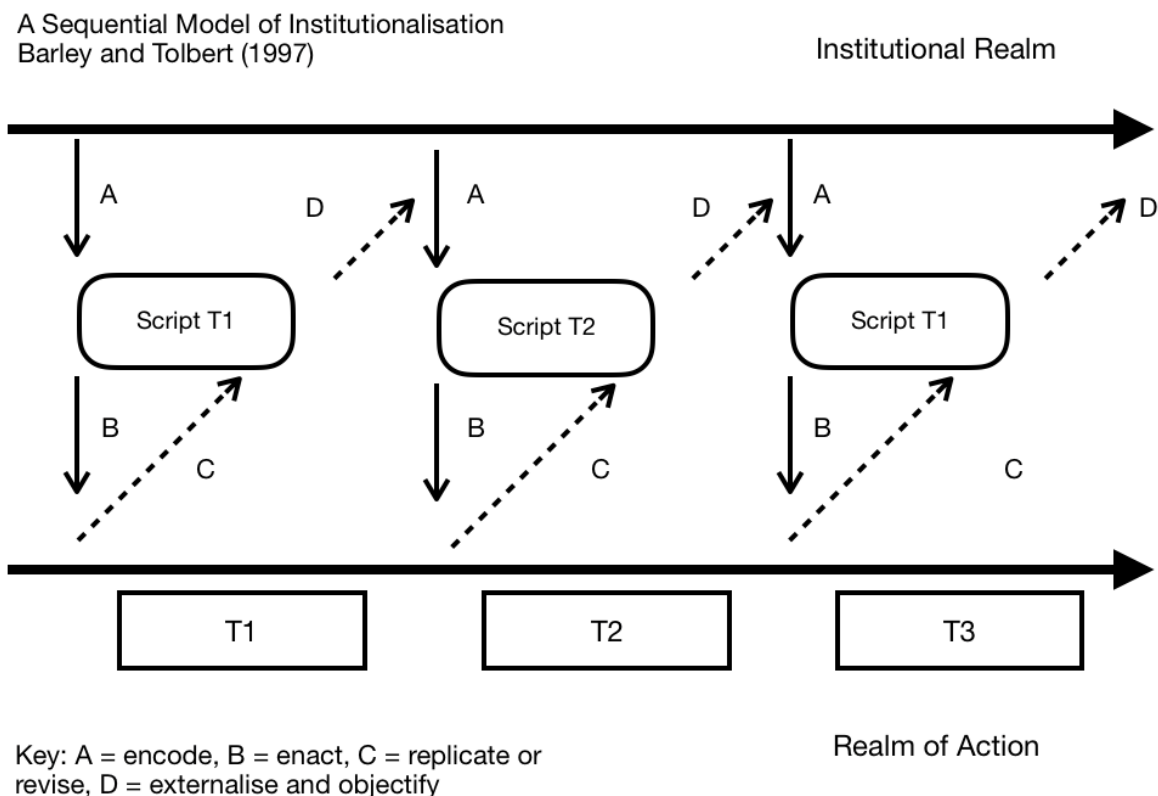 A Sequential Model of Institutionalisation
Barley and Tolbert (1997)
Institutional Realm
A
D
A
D
A
D
Script T1
Script T2
Script T1
B
C
B
C
B
C
T1
T2
T3
Realm of Action
Key: A = encode, B = enact, C = replicate or
revise, D = externalise and objectify